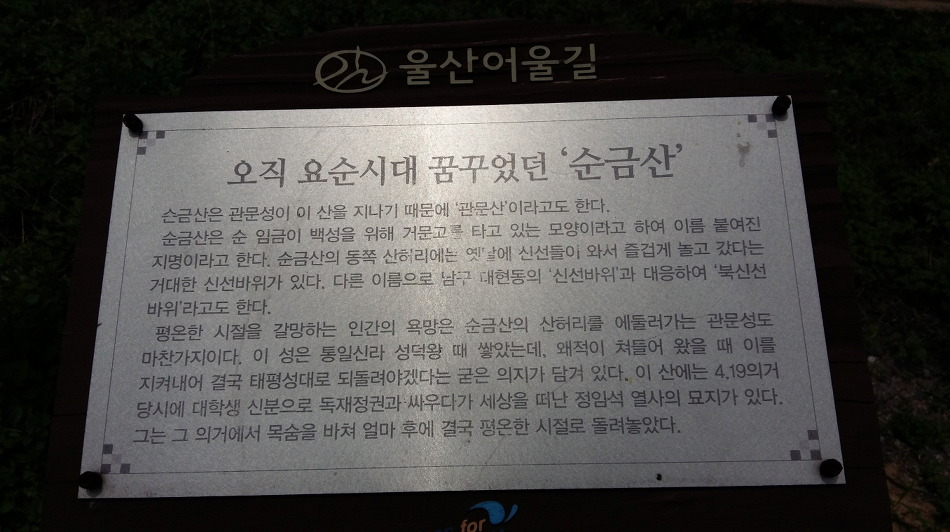 울산어울길
오직 요순시대 꿈꾸었던 '순금산'
순금산은 관문성이 이 산을 지나기 때문에 '관문산'이라고도 한다.
순금산은 순 임금이 백성을 위해 거문고를 타고 있는 모양이라고 하여 이름 붙여진
지명이라고 한다. 순금산의 동쪽 산허리에는 옛날에 신선들이 와서 즐겁게 놀고 갔다는
거대한 신선바위가 있다. 다른 이름으로 남구 대현동의 '신선바위'과 대응하여 '북신선
바위'라고도 한다.
평온한 시절을 갈망하는 인간의 욕망은 순금산의 산허리를 에둘러가는 관문성도
마찬가지이다. 이 성은 통일신라 성덕왕 때 쌓았는데, 왜적이 쳐들어 왔을 때 이를
지켜내어 결국 태평성대로 되돌려야겠다는 굳은 의지가 담겨 있다. 이 산에는 4.19의거
당시에 대학생 신분으로 독재정권과 싸우다가 세상을 떠난 정임석 열사의 묘지가 있다.
그는 그 의거에서 목숨을 바쳐 얼마 후에 결국 평온한 시절로 돌려놓았다.
for